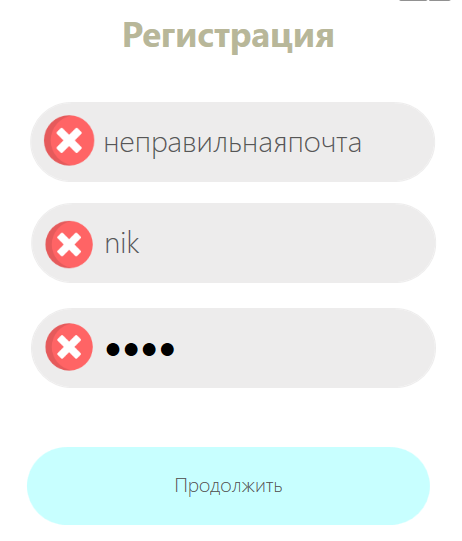 Регистрация
неправильнаяпочта
nik
●●●●
Продолжить